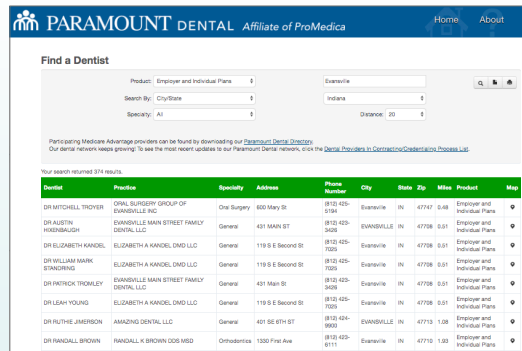 PARAMOUNT DENTAL Affiliate of ProMedica
Home About
Find a Dentist
Product: Employer and Individual Plans Evansville
Search By: City/State Indiana
Specialty: All Distance: 20
Participating Medicare Advantage providers can be found by downloading our Paramount Dental Directory.
Our dental network keeps growing! To see the most recent updates to our Paramount Dental network, click the Dental Providers in Contracting/Credentialing Process List.
Your search returned 374 results.
Dentist Practice Specialty Address Phone Number City State Zip Miles Product Map
DR MITCHELL TROYER ORAL SURGERY GROUP OF EVANSVILLE INC Oral Surgery 600 Mary St (812) 425-5194 Evansville IN 47747 0.48 Employer and Individual Plans
DR AUSTIN HIXENBAUGH EVANSVILLE MAIN STREET FAMILY DENTAL LLC General 431 MAIN ST (812) 425-3426 EVANSVILLE IN 47708 0.51 Employer and Individual Plans
DR ELIZABETH KANDEL ELIZABETH A KANDEL DMD LLC General 119 S E Second St (812) 425-7025 Evansville IN 47708 0.51 Employer and Individual Plans
DR WILLIAM MARK STANDRING ELIZABETH A KANDEL DMD LLC General 119 S E Second St (812) 425-7025 Evansville IN 47708 0.51 Employer and Individual Plans
DR PATRICK TROMLEY EVANSVILLE MAIN STREET FAMILY DENTAL LLC General 431 Main St (812) 425-3426 Evansville IN 47708 0.51 Employer and Individual Plans
DR LEAH YOUNG ELIZABETH A KANDEL DMD LLC General 119 S E Second St (812) 425-7025 Evansville IN 47708 0.51 Employer and Individual Plans
DR RUTHIE JIMERSON AMAZING DENTAL LLC General 401 SE 6TH ST (812) 424-9900 EVANSVILLE IN 47713 1.08 Employer and Individual Plans
DR RANDALL BROWN RANDALL K BROWN DDS MSD Orthodontics 1330 First Ave (812) 423-6111 Evansville IN 47710 1.93 Employer and Individual Plans